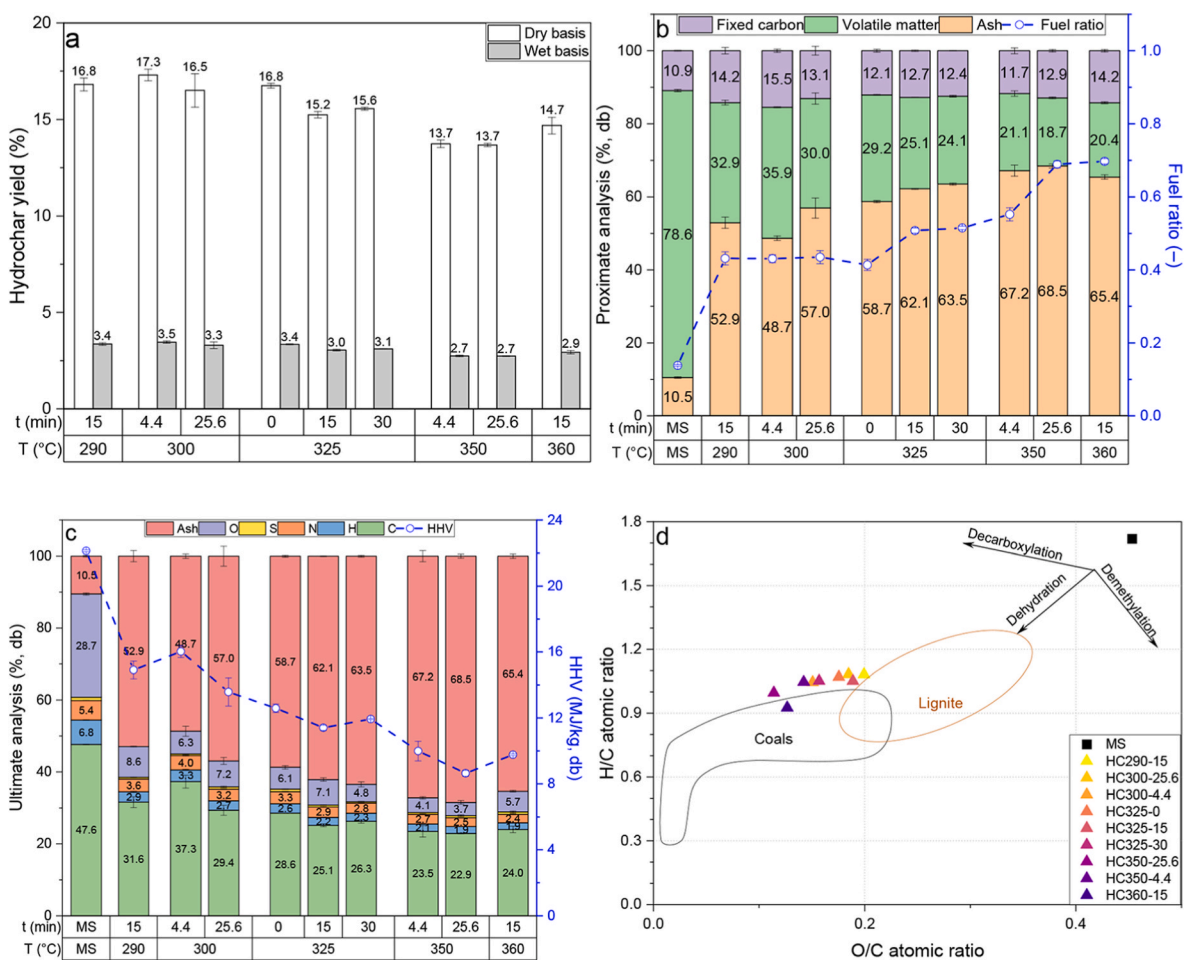 a
Dry basis
Wet basis
Hydrochar yield (%)
20
15
10
5
0
16.8 17.3 16.5 16.8 15.2 15.6 13.7 13.7 14.7
3.4 3.5 3.3 3.4 3.0 3.1 2.7 2.7 2.9
t (min) 15 4.4 25.6 0 15 30 4.4 25.6 15
T (°C) 290 300 325 350 360
b
Fixed carbon Volatile matter Ash Fuel ratio
Proximate analysis (%, db)
100
80
60
40
20
0
10.9 14.2 15.5 13.1 12.1 12.7 12.4 11.7 12.9 14.2
78.6 32.9 35.9 30.0 29.2 25.1 24.1 21.1 18.7 20.4
10.5 52.9 48.7 57.0 58.7 62.1 63.5 67.2 68.5 65.4
1.0
0.8
0.6
0.4
0.2
0.0
Fuel ratio (−)
t (min) MS 15 4.4 25.6 0 15 30 4.4 25.6 15
T (°C) MS 290 300 325 350 360
c
Ash O S N H C HHV
Ultimate analysis (%, db)
100
80
60
40
20
0
10.5 52.9 48.7 57.0 58.7 62.1 63.5 67.2 68.5 65.4
28.7 8.6 6.3 7.2 6.1 7.1 4.8 4.1 3.7 5.7
5.4 3.6 4.0 3.2 3.3 2.9 2.8 2.7 2.5 2.4
6.8 2.9 3.3 2.7 2.6 2.2 2.3 2.1 1.9 1.9
47.6 31.6 37.3 29.4 28.6 25.1 26.3 23.5 22.9 24.0
24
20
16
12
8
4
0
HHV (MJ/kg, db)
t (min) MS 15 4.4 25.6 0 15 30 4.4 25.6 15
T (°C) MS 290 300 325 350 360
d
H/C atomic ratio
1.8
1.5
1.2
0.9
0.6
0.3
0.0
Decarboxylation
Dehydration
Demethylation
Lignite
Coals
MS
HC290-15
HC300-25.6
HC300-4.4
HC325-0
HC325-15
HC325-30
HC350-25.6
HC350-4.4
HC360-15
0.0 0.2 0.4
O/C atomic ratio